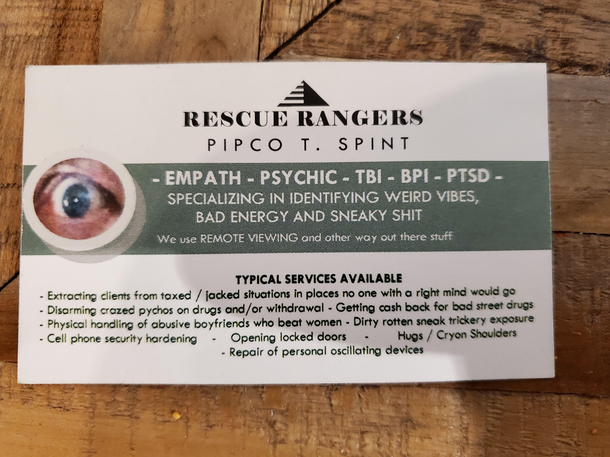 RESCUE RANGERS
PIPCO T. SPINT
- EMPATH - PSYCHIC - TBI - BPI - PTSD -
SPECIALIZING IN IDENTIFYING WEIRD VIBES,
BAD ENERGY AND SNEAKY SHIT
We use REMOTE VIEWING and other way out there stuff
TYPICAL SERVICES AVAILABLE
- Extracting clients from taxed / jacked situations in places no one with a right mind would go
- Disarming crazed pychos on drugs and/or withdrawal - Getting cash back for bad street drugs
- Physical handling of abusive boyfriends who beat women - Dirty rotten sneak trickery exposure
- Cell phone security hardening - Opening locked doors - Hugs / Cryon Shoulders
- Repair of personal oscillating devices